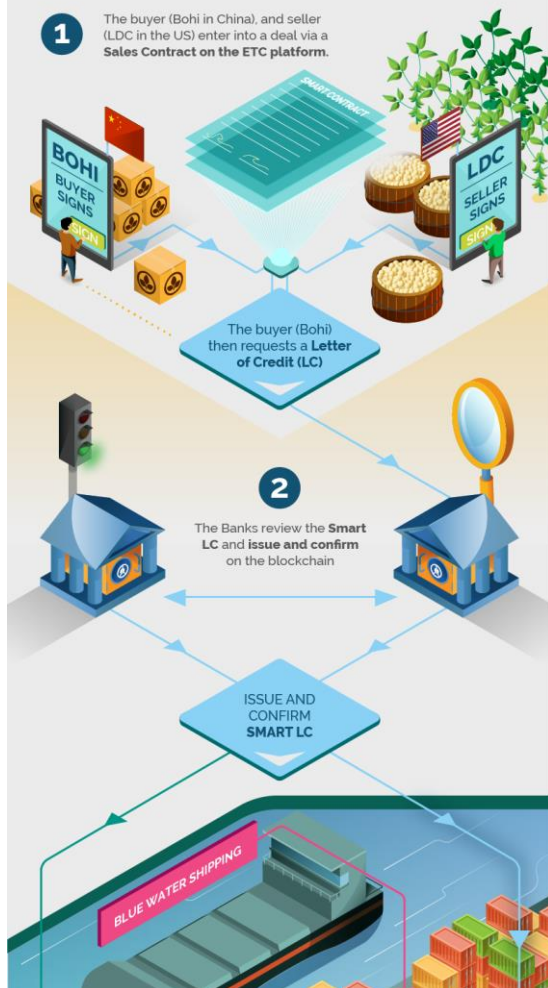 1
The buyer (Bohi in China), and seller
(LDC in the US) enter into a deal via a
Sales Contract on the ETC platform.
SMART CONTRACT
BOHI
BUYER
SIGNS
SIGN
LDC
SELLER
SIGNS
SIGN
The buyer (Bohi)
then requests a Letter
of Credit (LC)
2
The Banks review the Smart
LC and issue and confirm
on the blockchain
ISSUE AND
CONFIRM
SMART LC
BLUE WATER SHIPPING